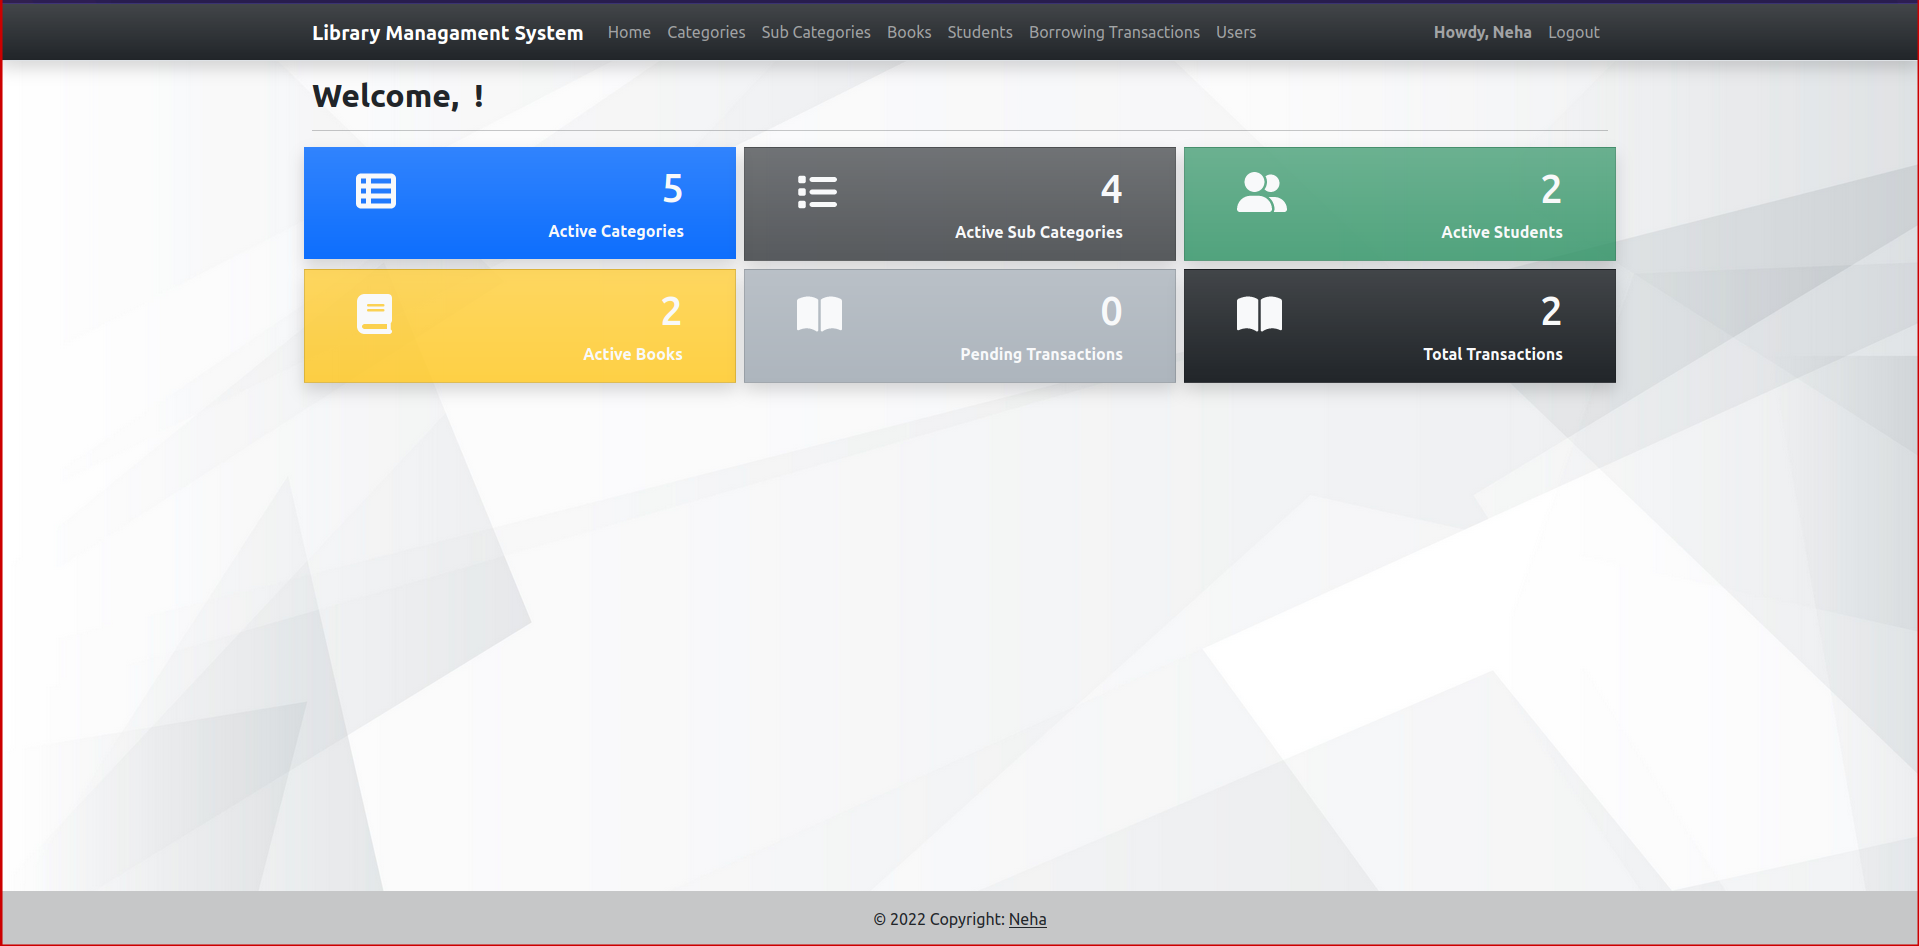 Library Managament System Home Categories Sub Categories Books Students Borrowing Transactions Users Howdy, Neha Logout
Welcome, !
5
Active Categories
4
Active Sub Categories
2
Active Students
2
Active Books
0
Pending Transactions
2
Total Transactions
© 2022 Copyright: Neha